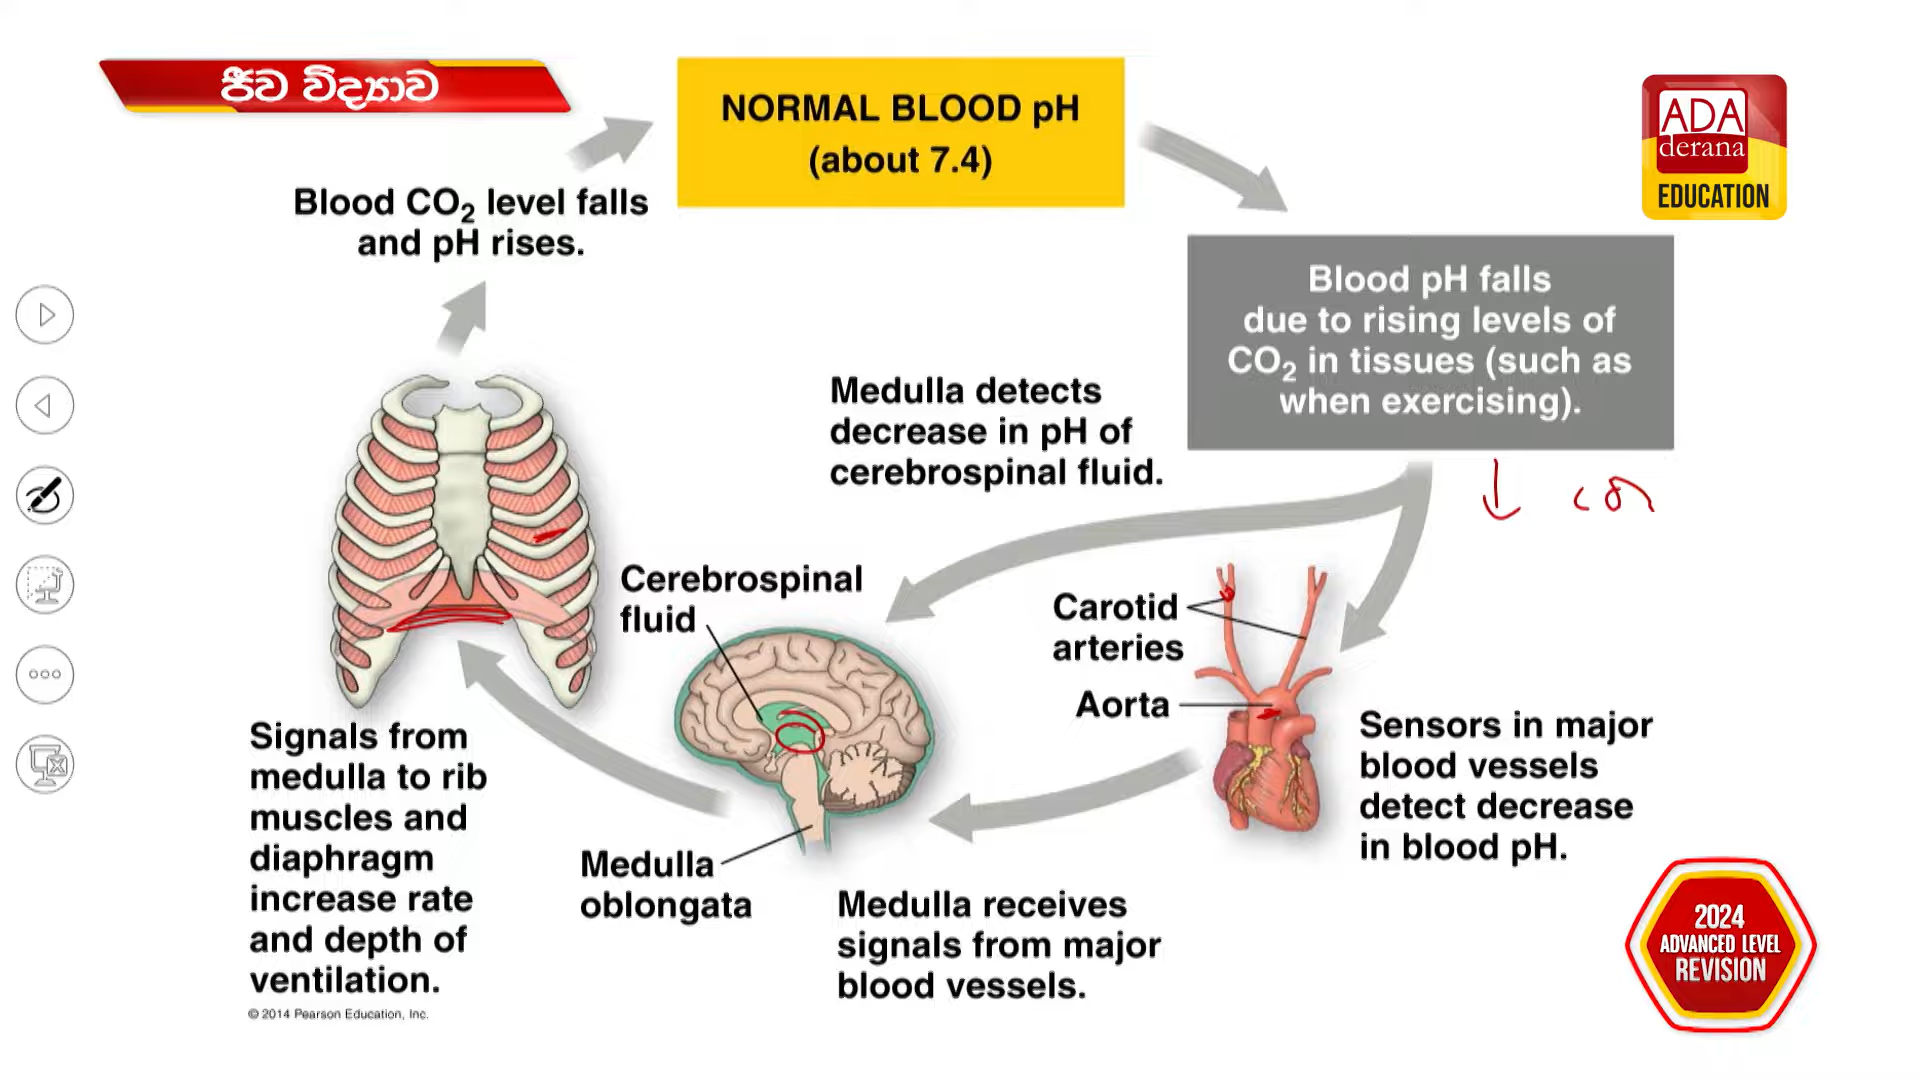 ජීව විද්‍යාව
NORMAL BLOOD pH
(about 7.4)
ADA
derana
EDUCATION
Blood CO₂ level falls
and pH rises.
Blood pH falls
due to rising levels of
CO₂ in tissues (such as
when exercising).
Medulla detects
decrease in pH of
cerebrospinal fluid.
Cerebrospinal
fluid
Carotid
arteries
Aorta
Sensors in major
blood vessels
detect decrease
in blood pH.
Signals from
medulla to rib
muscles and
diaphragm
increase rate
and depth of
ventilation.
Medulla
oblongata
Medulla receives
signals from major
blood vessels.
2024
ADVANCED LEVEL
REVISION
© 2014 Pearson Education, Inc.